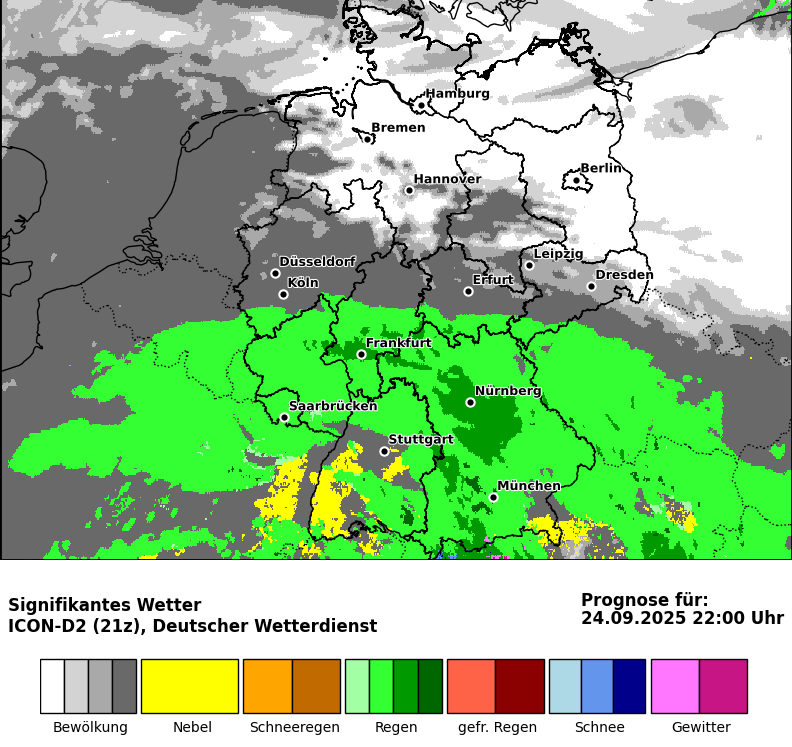 Hamburg
Bremen
Berlin
Hannover
Leipzig
Düsseldorf
Dresden
Köln
Erfurt
Frankfurt
Nürnberg
Saarbrücken
Stuttgart
München
Signifikantes Wetter
ICON-D2 (21z), Deutscher Wetterdienst
Prognose für:
24.09.2025 22:00 Uhr
Bewölkung Nebel Schneeregen Regen gefr. Regen Schnee Gewitter